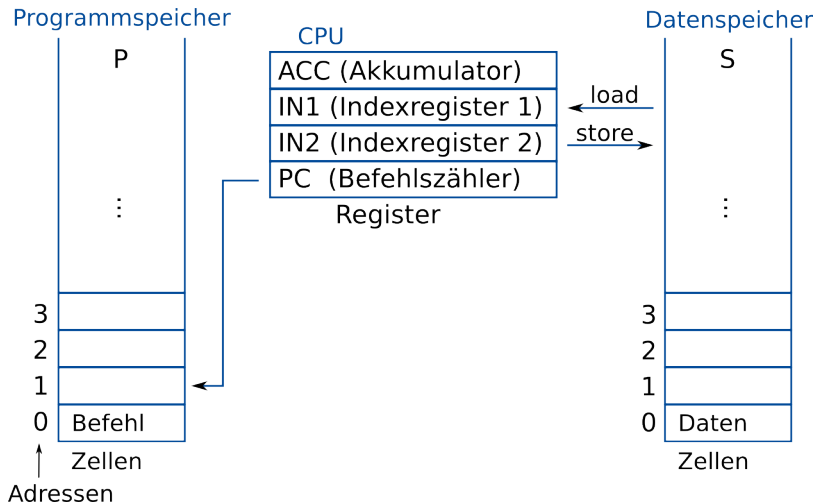 Programmspeicher
P
⋮
3
2
1
0 Befehl
Zellen
Adressen
CPU
ACC (Akkumulator)
IN1 (Indexregister 1)
IN2 (Indexregister 2)
PC (Befehlszähler)
Register
load
store
Datenspeicher
S
⋮
3
2
1
0 Daten
Zellen